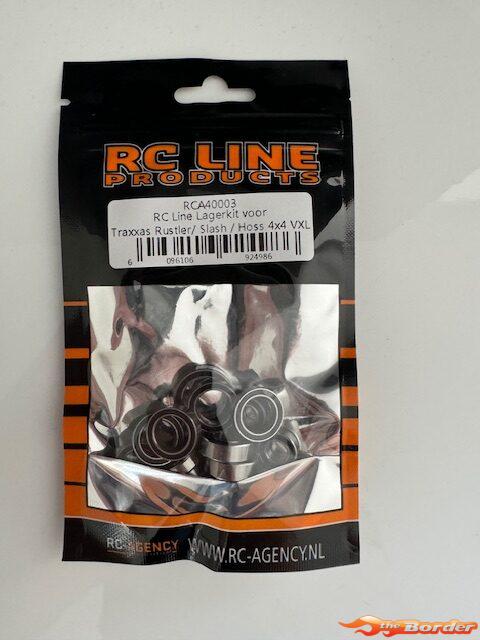 RC LINE
PRODUCTS
RCA40003
RC Line Lagerkit voor
Traxxas Rustler/ Slash / Hoss 4x4 VXL
6 096106 924986
RC-AGENCY WWW.RC-AGENCY.NL
the Border